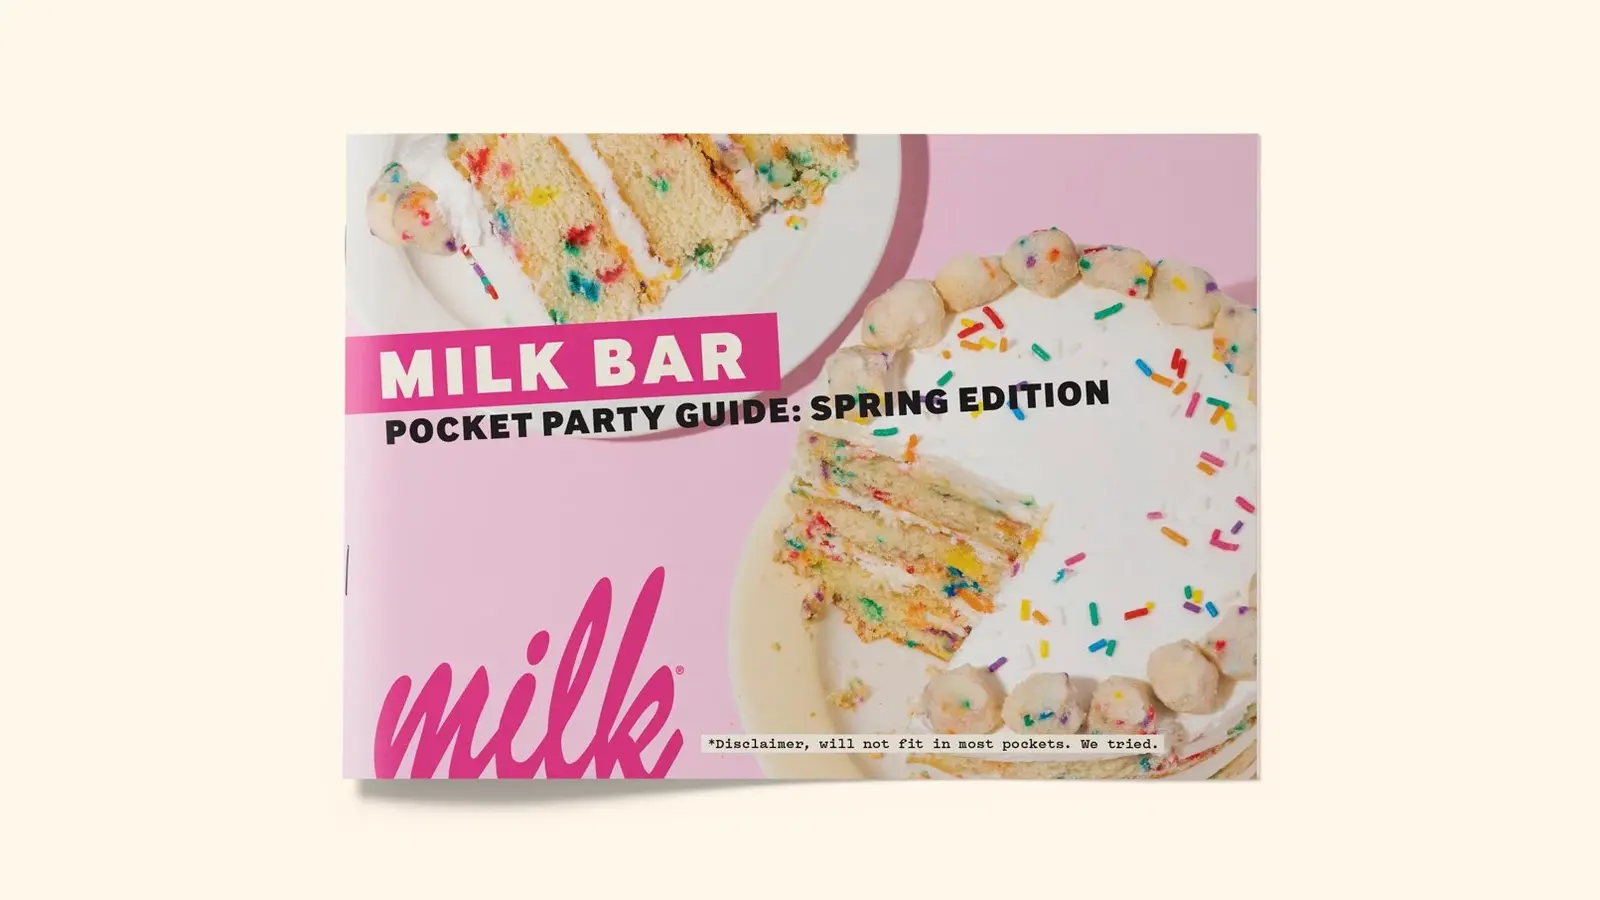 MILK BAR
POCKET PARTY GUIDE: SPRING EDITION
milk®
*Disclaimer, will not fit in most pockets. We tried.